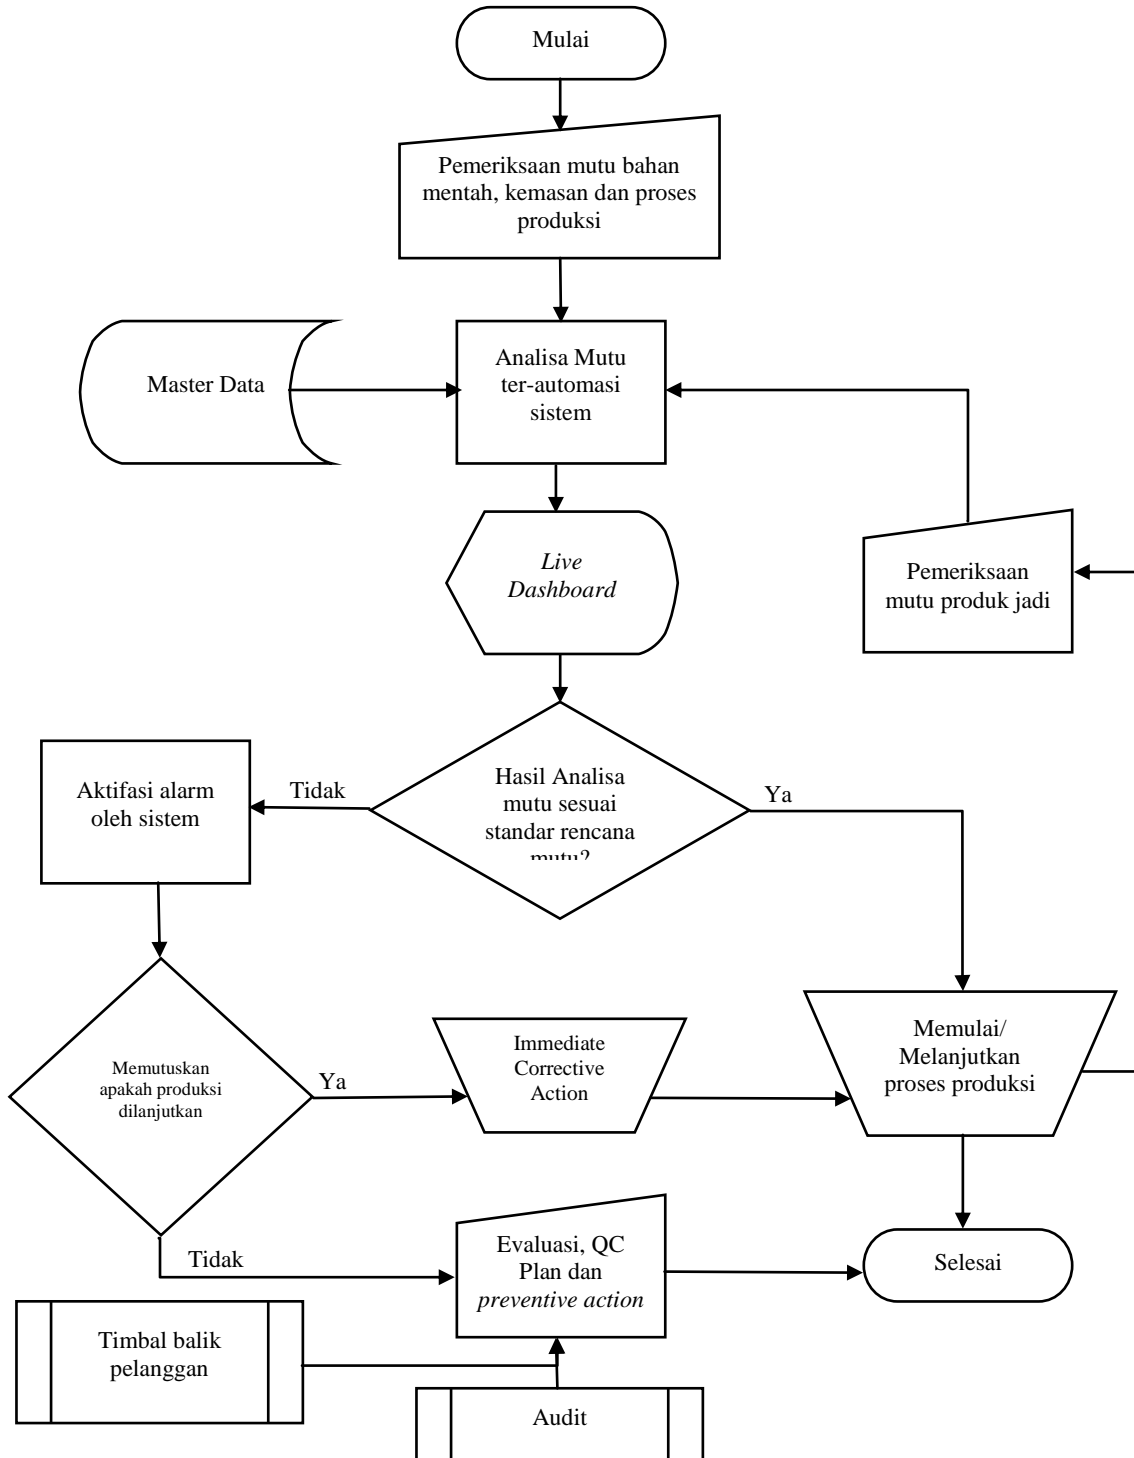 Mulai
Pemeriksaan mutu bahan
mentah, kemasan dan proses
produksi
Master Data
Analisa Mutu
ter-automasi
sistem
Live
Dashboard
Pemeriksaan
mutu produk jadi
Aktifasi alarm
oleh sistem
Tidak
Hasil Analisa
mutu sesuai
standar rencana
mutu?
Ya
Memutuskan
apakah produksi
dilanjutkan
Ya
Immediate
Corrective
Action
Memulai/
Melanjutkan
proses produksi
Tidak
Evaluasi, QC
Plan dan
preventive action
Selesai
Timbal balik
pelanggan
Audit